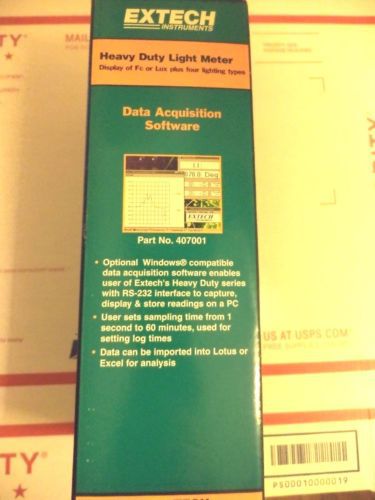 EXTECH
INSTRUMENTS
Heavy Duty Light Meter
Display of Fc or Lux plus four lighting types
Data Acquisition
Software
EXTECH
Part No. 407001
• Optional Windows® compatible
data acquisition software enables
user of Extech's Heavy Duty series
with RS-232 interface to capture,
display & store readings on a PC
• User sets sampling time from 1
second to 60 minutes, used for
setting log times
• Data can be imported into Lotus or
Excel for analysis
US AT USPS.COM
PS00010000019